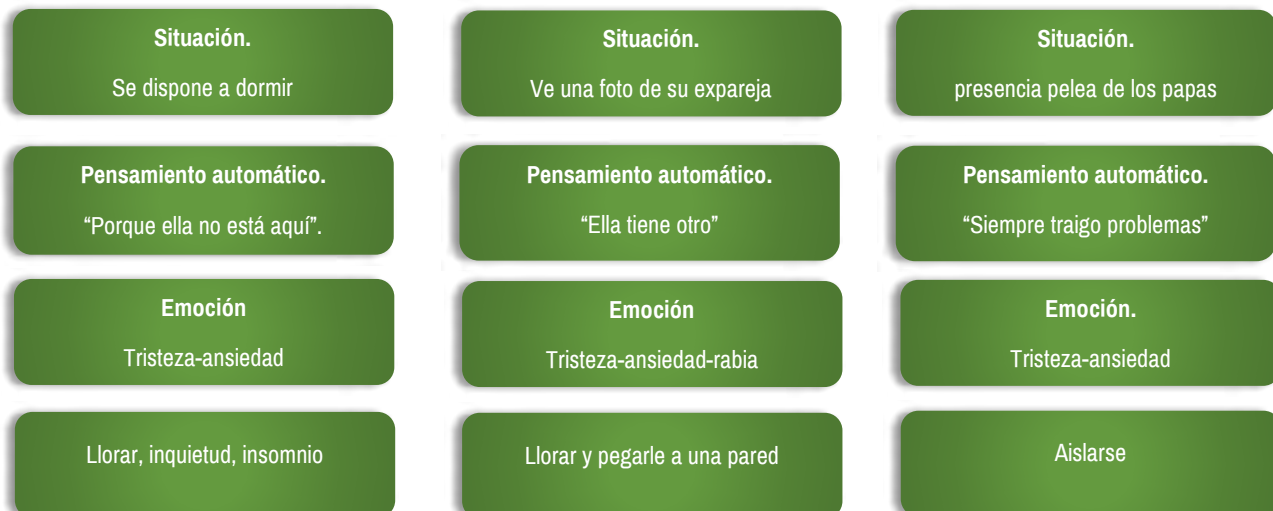 Situación.
Se dispone a dormir
Pensamiento automático.
“Porque ella no está aquí”.
Emoción
Tristeza-ansiedad
Llorar, inquietud, insomnio
Situación.
Ve una foto de su expareja
Pensamiento automático.
“Ella tiene otro”
Emoción
Tristeza-ansiedad-rabia
Llorar y pegarle a una pared
Situación.
presencia pelea de los papas
Pensamiento automático.
“Siempre traigo problemas”
Emoción.
Tristeza-ansiedad
Aislarse